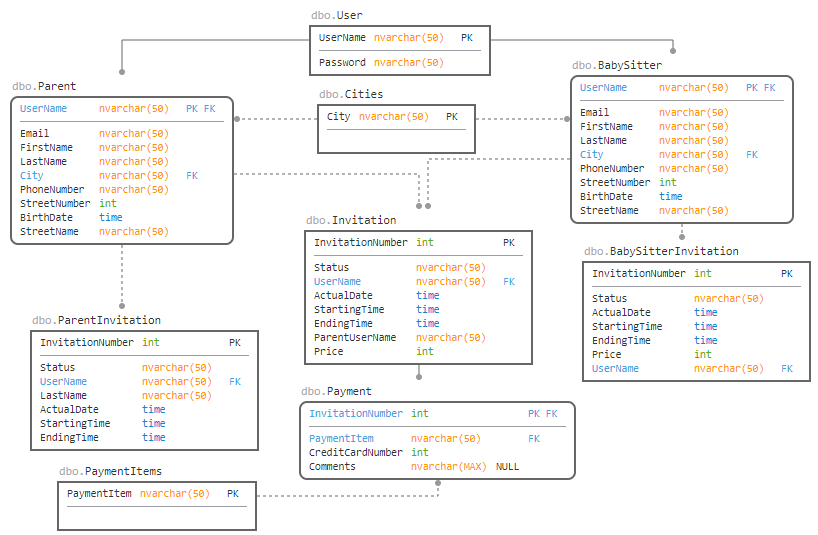 dbo.User
UserName nvarchar(50) PK
Password nvarchar(50)
dbo.Parent
UserName nvarchar(50) PK FK
Email nvarchar(50)
FirstName nvarchar(50)
LastName nvarchar(50)
City nvarchar(50) FK
PhoneNumber nvarchar(50)
StreetNumber int
BirthDate time
StreetName nvarchar(50)
dbo.Cities
City nvarchar(50) PK
dbo.BabySitter
UserName nvarchar(50) PK FK
Email nvarchar(50)
FirstName nvarchar(50)
LastName nvarchar(50)
City nvarchar(50) FK
PhoneNumber nvarchar(50)
StreetNumber int
BirthDate time
StreetName nvarchar(50)
dbo.Invitation
InvitationNumber int PK
Status nvarchar(50)
UserName nvarchar(50) FK
ActualDate time
StartingTime time
EndingTime time
ParentUserName nvarchar(50)
Price int
dbo.BabySitterInvitation
InvitationNumber int PK
Status nvarchar(50)
ActualDate time
StartingTime time
EndingTime time
Price int
UserName nvarchar(50) FK
dbo.ParentInvitation
InvitationNumber int PK
Status nvarchar(50)
UserName nvarchar(50) FK
LastName nvarchar(50)
ActualDate time
StartingTime time
EndingTime time
dbo.Payment
InvitationNumber int PK FK
PaymentItem nvarchar(50) FK
CreditCardNumber int
Comments nvarchar(MAX) NULL
dbo.PaymentItems
PaymentItem nvarchar(50) PK